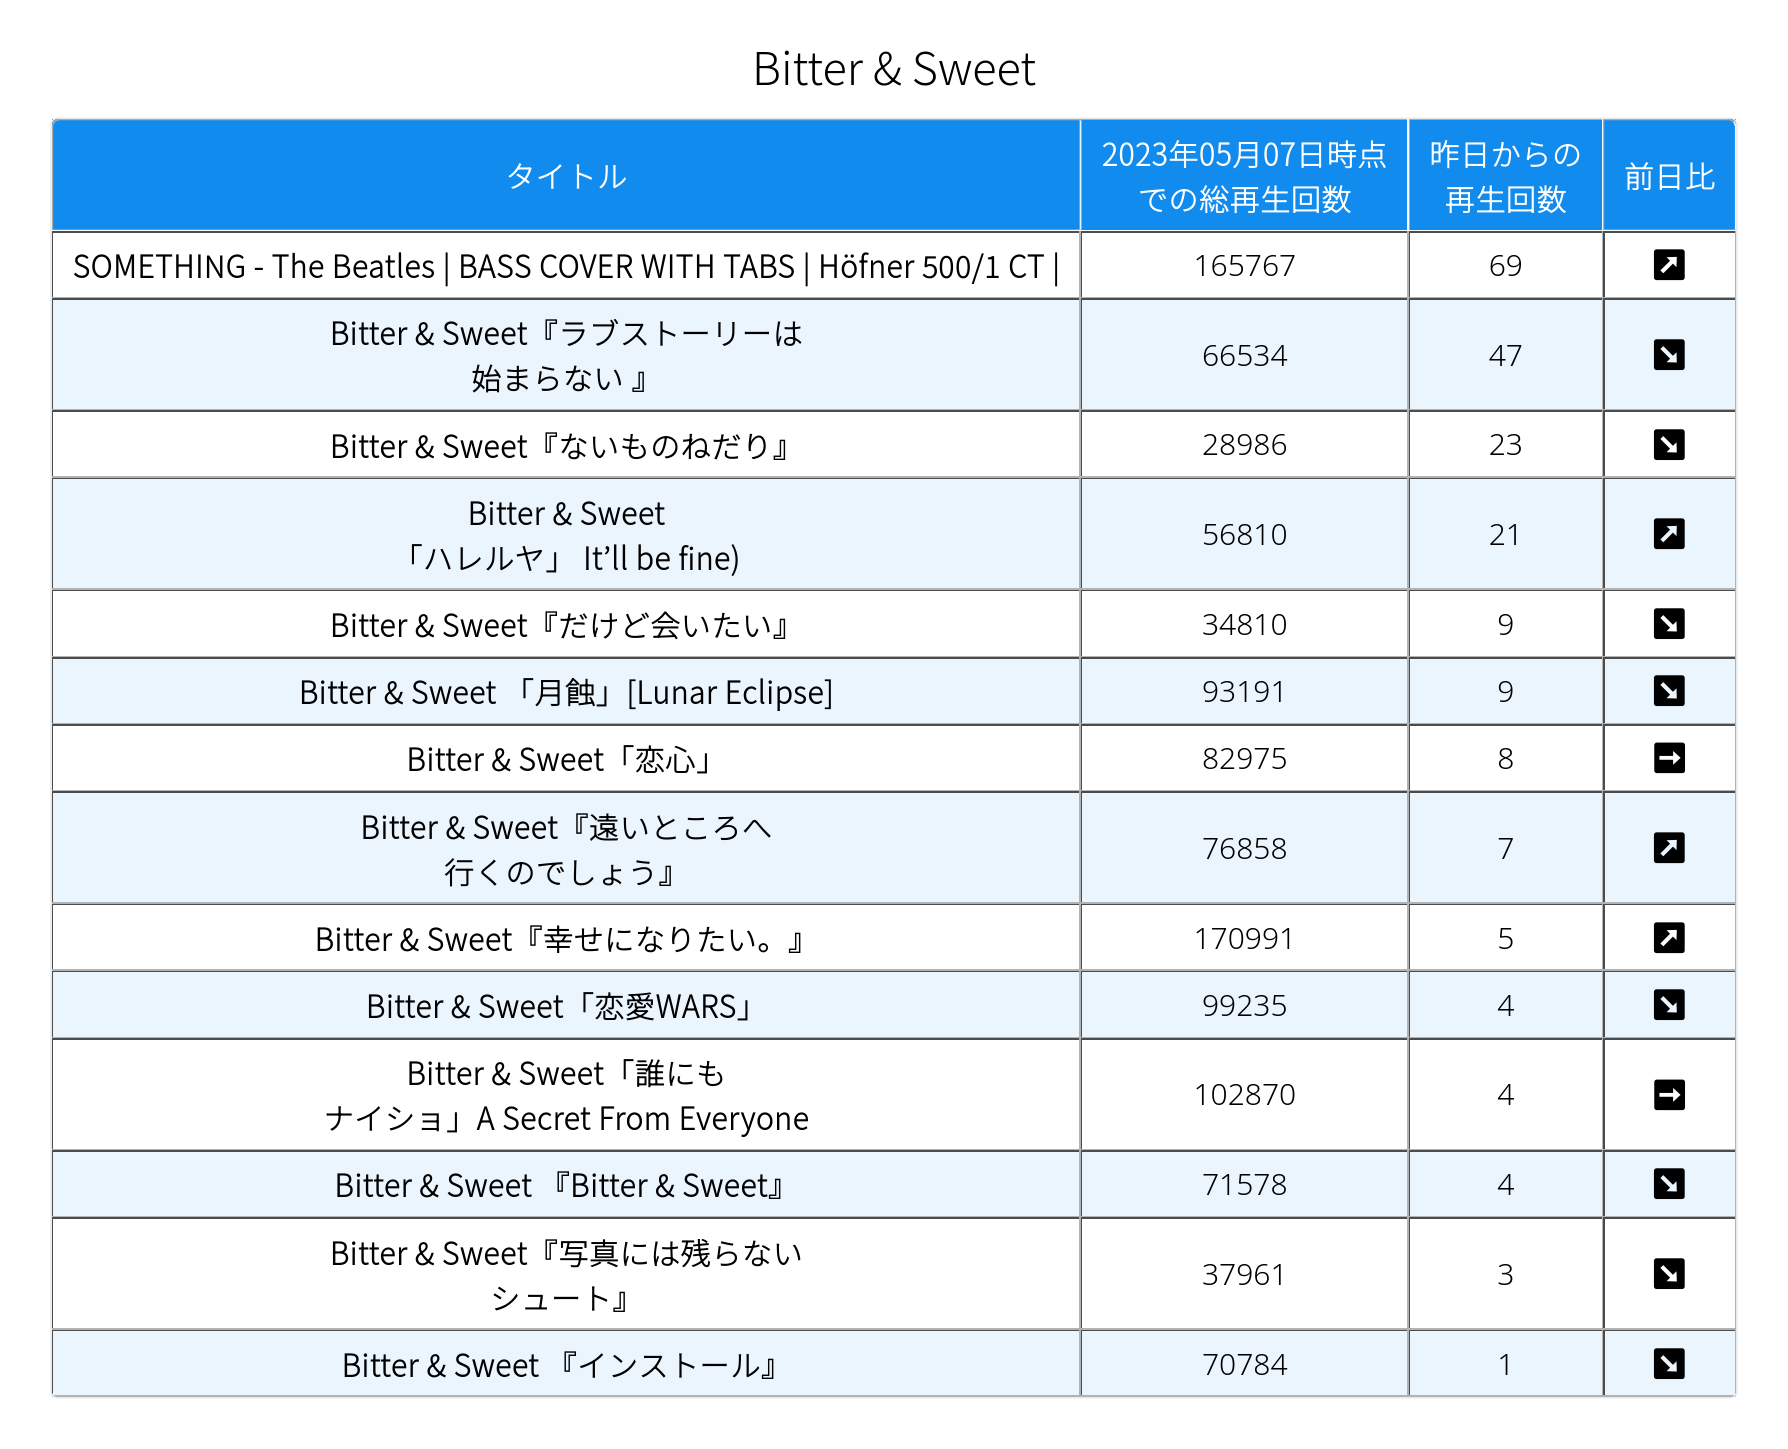 Bitter & Sweet
タイトル
2023年05月07日時点
での総再生回数
昨日からの
再生回数
前日比
SOMETHING - The Beatles | BASS COVER WITH TABS | Höfner 500/1 CT |
165767
69
Bitter & Sweet『ラブストーリーは
始まらない 』
66534
47
Bitter & Sweet『ないものねだり』
28986
23
Bitter & Sweet
「ハレルヤ」 It’ll be fine)
56810
21
Bitter & Sweet『だけど会いたい』
34810
9
Bitter & Sweet 「月蝕」[Lunar Eclipse]
93191
9
Bitter & Sweet「恋心」
82975
8
Bitter & Sweet『遠いところへ
行くのでしょう』
76858
7
Bitter & Sweet『幸せになりたい。』
170991
5
Bitter & Sweet「恋愛WARS」
99235
4
Bitter & Sweet「誰にも
ナイショ」A Secret From Everyone
102870
4
Bitter & Sweet 『Bitter & Sweet』
71578
4
Bitter & Sweet『写真には残らない
シュート』
37961
3
Bitter & Sweet 『インストール』
70784
1